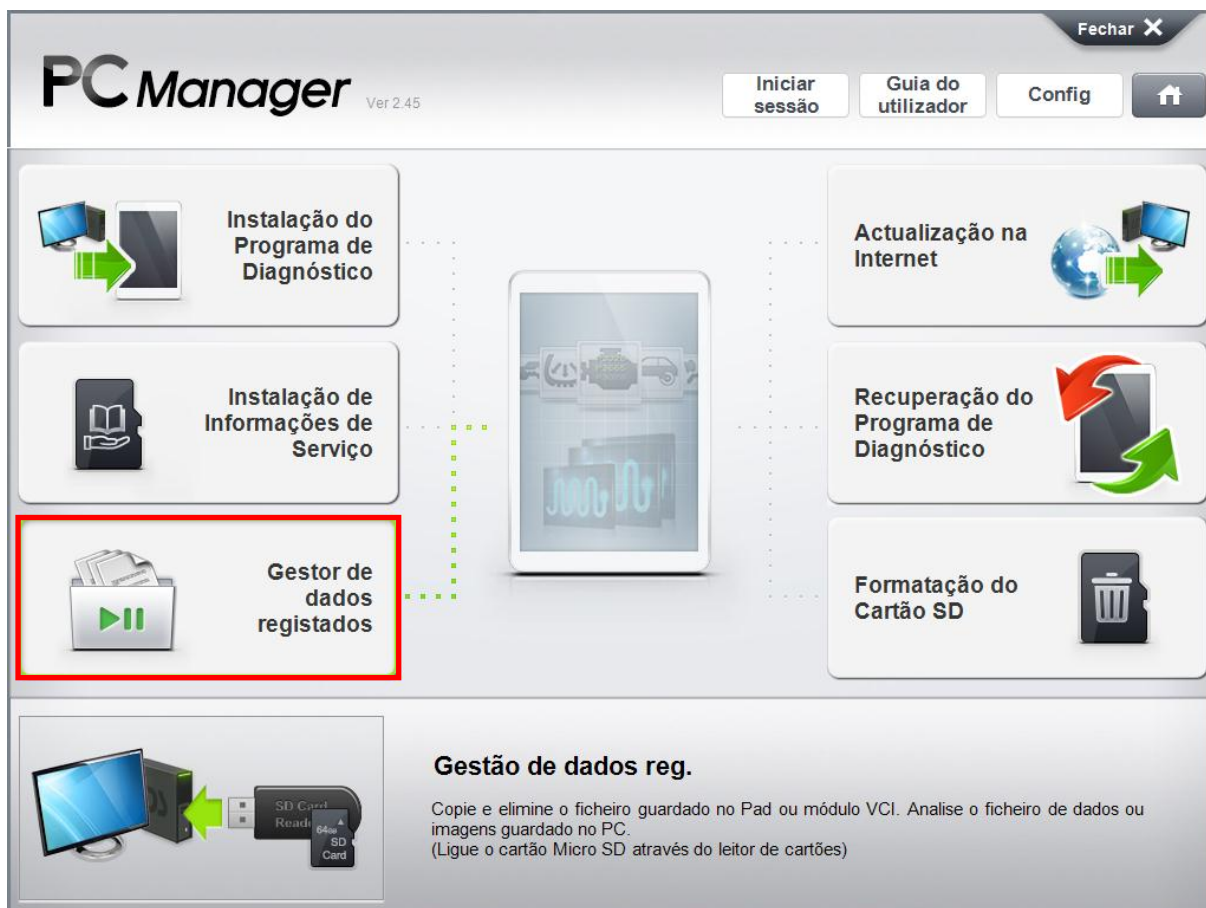 Fechar X
PC Manager Ver 2.45
Iniciar
sessão
Guia do
utilizador
Config
Instalação do
Programa de
Diagnóstico
Actualização na
Internet
Instalação de
Informações de
Serviço
Recuperação do
Programa de
Diagnóstico
Gestor de
dados
registados
Formatação do
Cartão SD
SD Card
64GB
SD
Card
Gestão de dados reg.
Copie e elimine o ficheiro guardado no Pad ou módulo VCI. Analise o ficheiro de dados ou
imagens guardado no PC.
(Ligue o cartão Micro SD através do leitor de cartões)